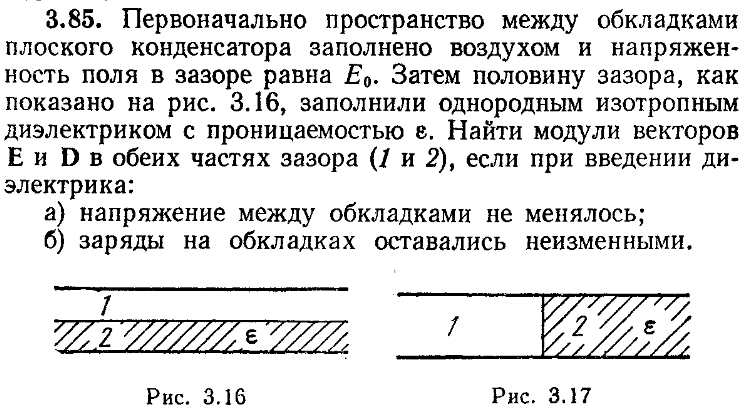 3.85. Первоначально пространство между обкладками
плоского конденсатора заполнено воздухом и напряжен-
ность поля в зазоре равна E₀. Затем половину зазора, как
показано на рис. 3.16, заполнили однородным изотропным
диэлектриком с проницаемостью ε. Найти модули векторов
E и D в обеих частях зазора (1 и 2), если при введении ди-
электрика:
а) напряжение между обкладками не менялось;
б) заряды на обкладках оставались неизменными.
1
2 ε
1 2 ε
Рис. 3.16 Рис. 3.17